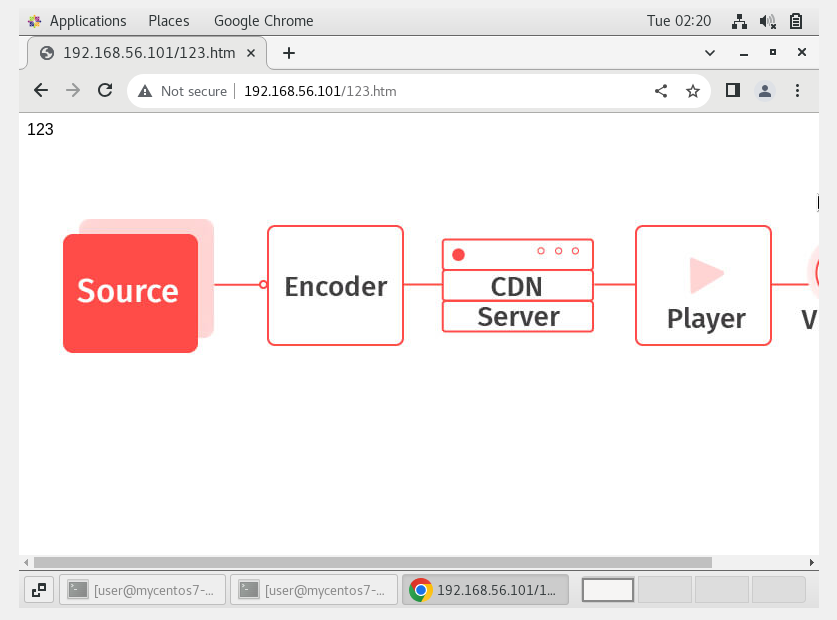 Applications Places Google Chrome Tue 02:20
192.168.56.101/123.htm
Not secure 192.168.56.101/123.htm
123
Source
Encoder
CDN
Server
Player
V
[user@mycentos7-...
[user@mycentos7-...
192.168.56.101/1...